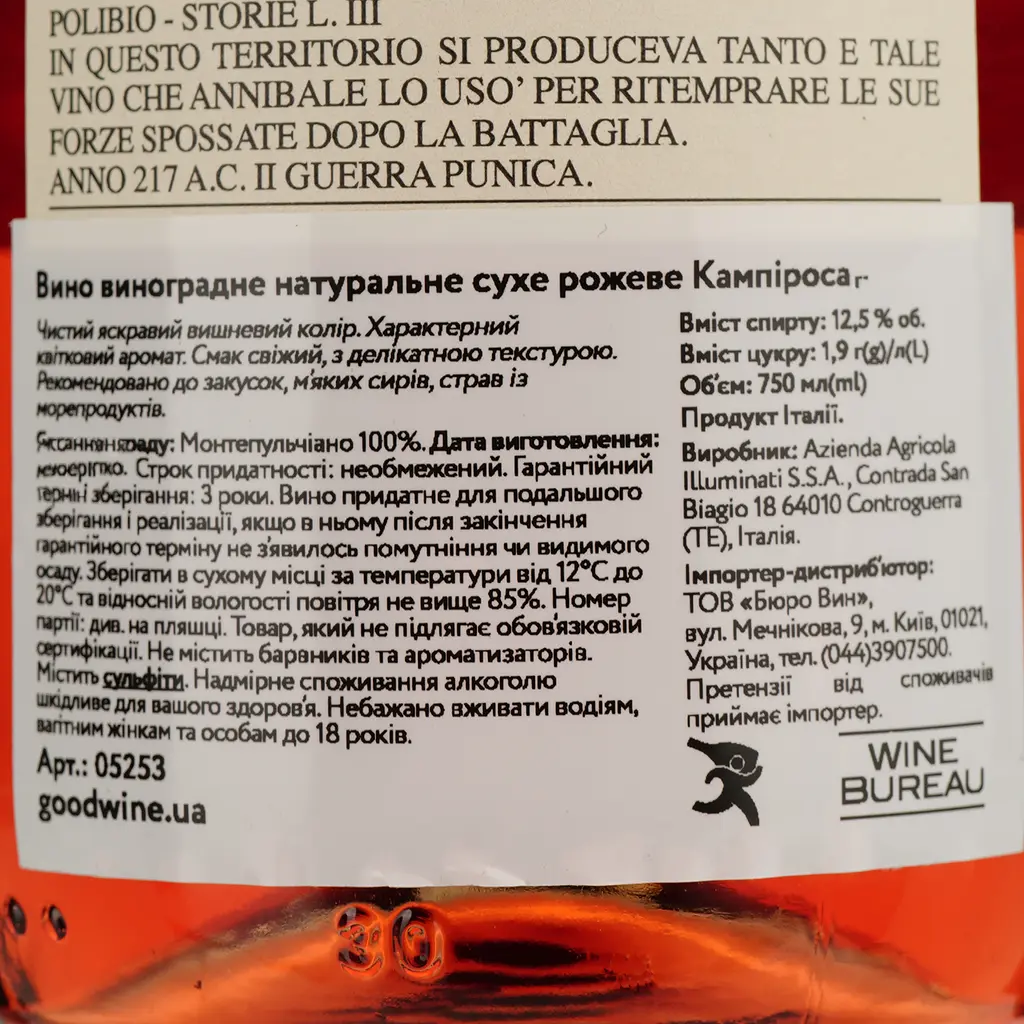 POLIBIO - STORIE L. III
IN QUESTO TERRITORIO SI PRODUCEVA TANTO E TALE
VINO CHE ANNIBALE LO USO' PER RITEMPRARE LE SUE
FORZE SPOSSATE DOPO LA BATTAGLIA.
ANNO 217 A.C. II GUERRA PUNICA.
Вино виноградне натуральне сухе рожеве Кампіроса
Чистий яскравий вишневий колір. Характерний
квітковий аромат. Смак свіжий, з делікатною текстурою.
Рекомендовано до закусок, м'яких сирів, страв із
морепродуктів.
Монтепульчіано 100%. Дата виготовлення:
Строк придатності: необмежений. Гарантійний
зберігання: 3 роки. Вино придатне для подальшого
зберігання і реалізації, якщо в ньому після закінчення
гарантійного терміну не з'явилось помутніння чи видимого
осаду. Зберігати в сухому місці за температури від 12°C до
20°C та відносній вологості повітря не вище 85%. Номер
партії: див. на пляшці. Товар, який не підлягає обов'язковій
сертифікації. Не містить барвників та ароматизаторів.
Містить сульфіти. Надмірне споживання алкоголю
шкідливе для вашого здоров'я. Небажано вживати водіям,
вагітним жінкам та особам до 18 років.
Арт.: 05253
goodwine.ua
Вміст спирту: 12,5 % об.
Вміст цукру: 1,9 г(g)/л(L)
Об'єм: 750 мл(ml)
Продукт Італії.
Виробник: Azienda Agricola
Illuminati S.S.A., Contrada San
Biagio 18 64010 Controguerra
(TE), Італія.
Імпортер-дистриб'ютор:
ТОВ «Бюро Вин»,
вул. Мечнікова, 9, м. Київ, 01021,
Україна, тел. (044)3907500.
Претензії від споживачів
приймає імпортер.
WINE
BUREAU
30